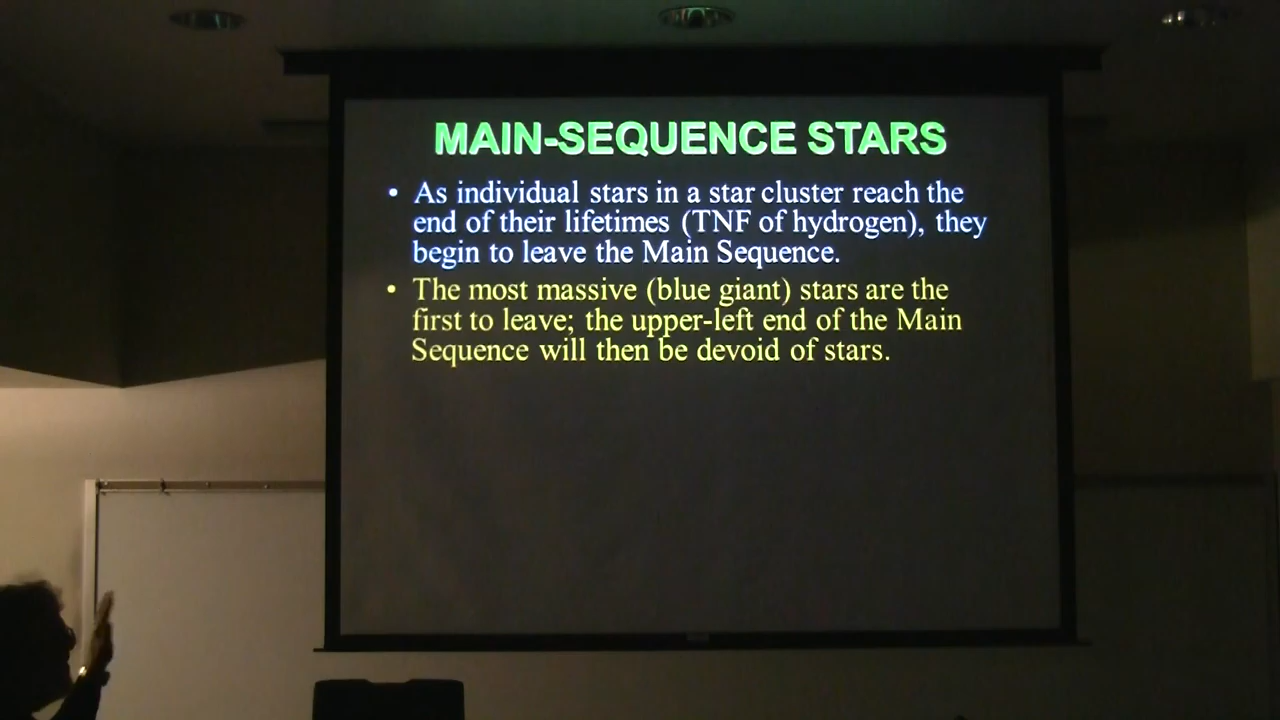 MAIN-SEQUENCE STARS
• As individual stars in a star cluster reach the
end of their lifetimes (TNF of hydrogen), they
begin to leave the Main Sequence.
• The most massive (blue giant) stars are the
first to leave; the upper-left end of the Main
Sequence will then be devoid of stars.